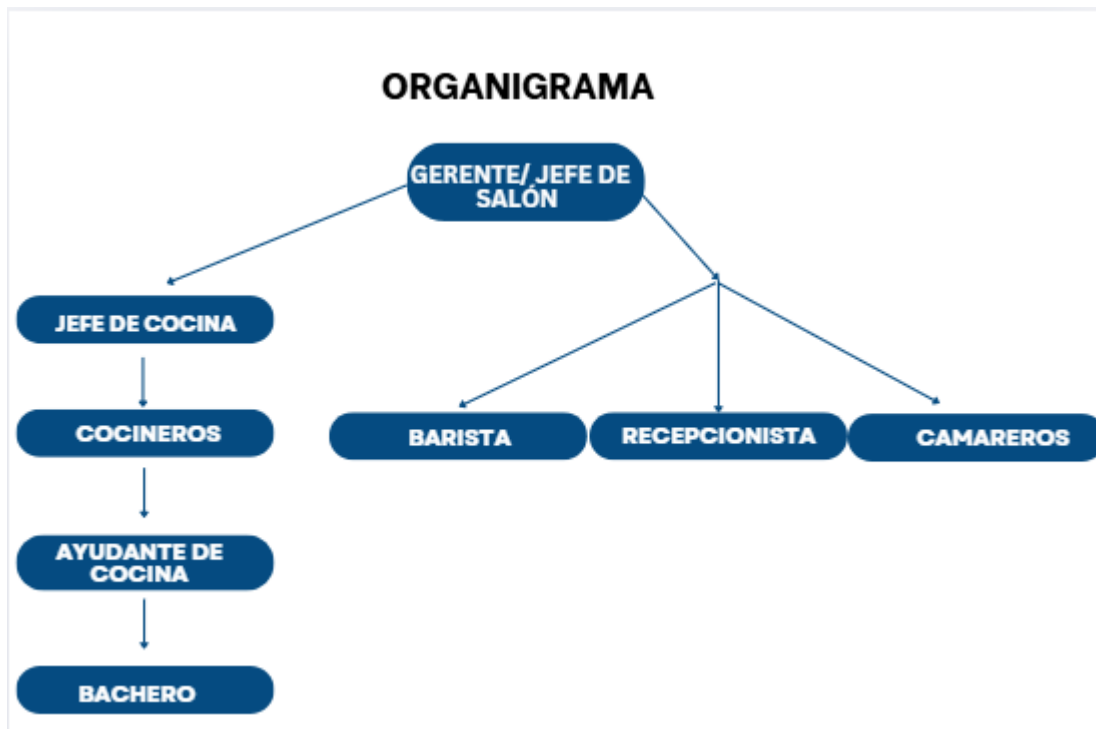 ORGANIGRAMA
GERENTE/ JEFE DE
SALÓN
JEFE DE COCINA
COCINEROS
BARISTA
RECEPCIONISTA
CAMAREROS
AYUDANTE DE
COCINA
BACHERO